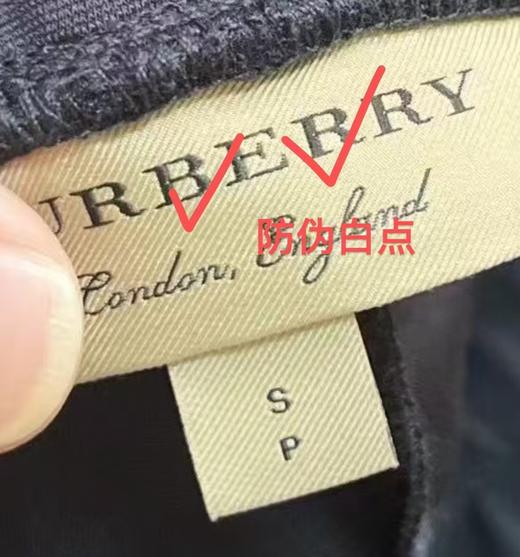 URBERRY
London, England
防伪白点
S
P